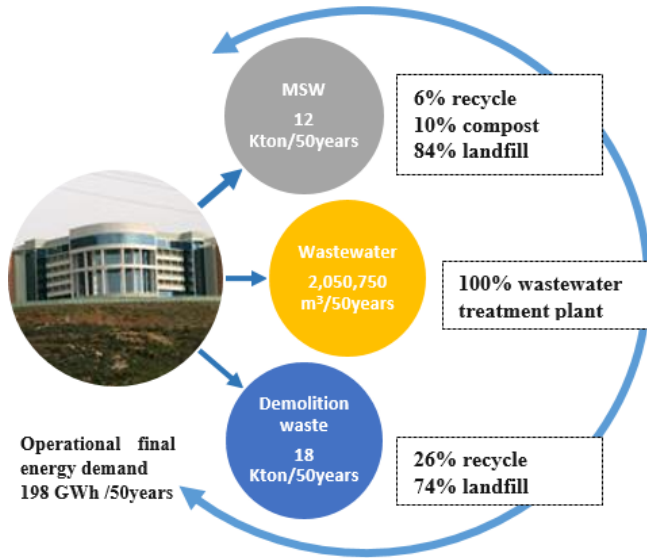 MSW
12
Kton/50years
6% recycle
10% compost
84% landfill
Wastewater
2,050,750
m³/50years
100% wastewater
treatment plant
Demolition
waste
18
Kton/50years
26% recycle
74% landfill
Operational final
energy demand
198 GWh /50years